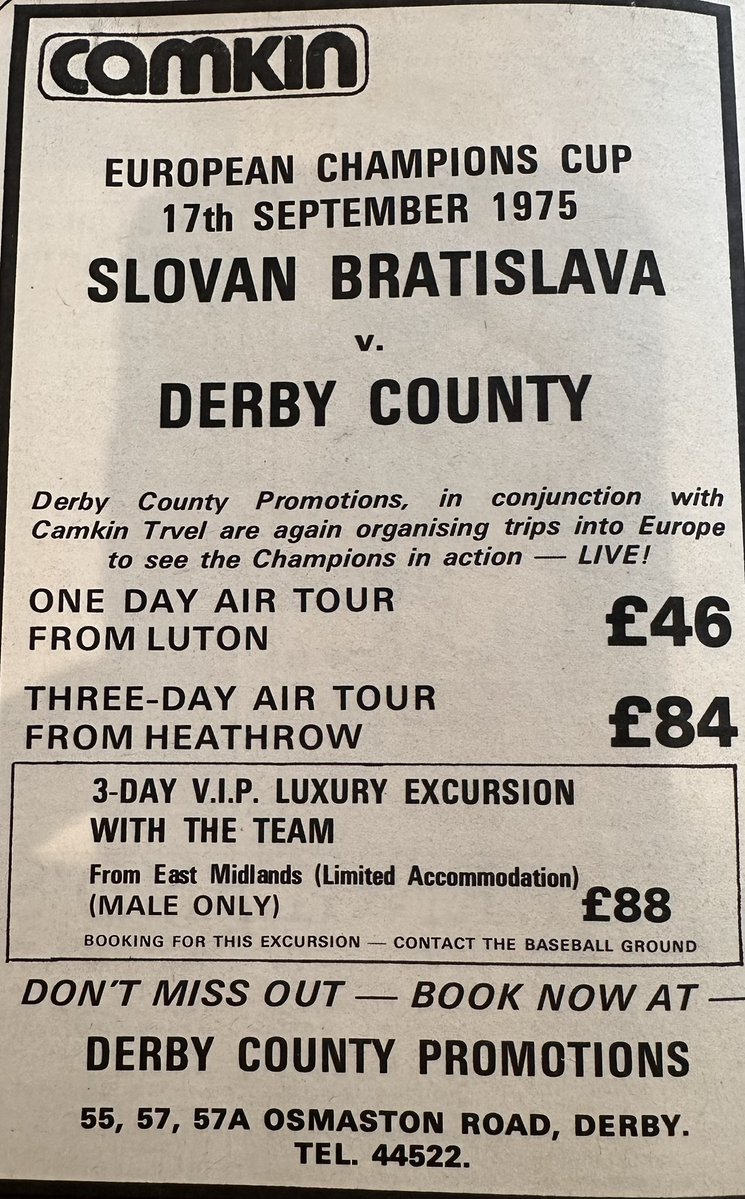 camkin
EUROPEAN CHAMPIONS CUP
17th SEPTEMBER 1975
SLOVAN BRATISLAVA
v.
DERBY COUNTY
Derby County Promotions, in conjunction with
Camkin Trvel are again organising trips into Europe
to see the Champions in action — LIVE!
ONE DAY AIR TOUR
FROM LUTON £46
THREE-DAY AIR TOUR
FROM HEATHROW £84
3-DAY V.I.P. LUXURY EXCURSION
WITH THE TEAM
From East Midlands (Limited Accommodation)
(MALE ONLY) £88
BOOKING FOR THIS EXCURSION — CONTACT THE BASEBALL GROUND
DON'T MISS OUT — BOOK NOW AT —
DERBY COUNTY PROMOTIONS
55, 57, 57A OSMASTON ROAD, DERBY.
TEL. 44522.